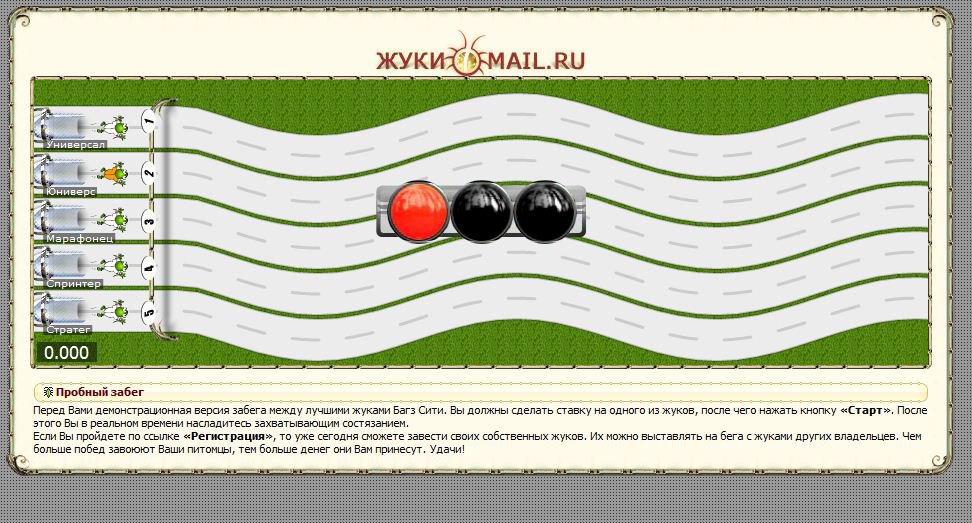 ЖУКИ MAIL.RU
1
Универсал
2
Юниверс
3
Марафонец
4
Спринтер
5
Стратег
0.000
Пробный забег
Перед Вами демонстрационная версия забега между лучшими жуками Багз Сити. Вы должны сделать ставку на одного из жуков, после чего нажать кнопку «Старт». После
этого Вы в реальном времени насладитесь захватывающим состязанием.
Если Вы пройдете по ссылке «Регистрация», то уже сегодня сможете завести своих собственных жуков. Их можно выставлять на бега с жуками других владельцев. Чем
больше побед завоюют Ваши питомцы, тем больше денег они Вам принесут. Удачи!